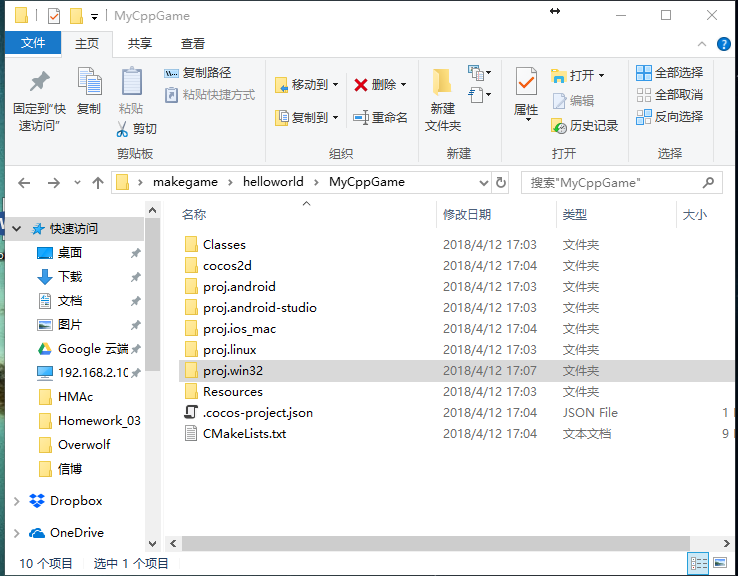 MyCppGame
文件 主页 共享 查看
固定到"快速访问"
复制
粘贴
复制路径
粘贴快捷方式
剪切
剪贴板
移动到
复制到
删除
重命名
组织
新建
文件夹
新建
属性
打开
编辑
历史记录
打开
全部选择
全部取消
反向选择
选择
makegame helloworld MyCppGame
搜索"MyCppGame"
快速访问
桌面
下载
文档
图片
Google 云端
192.168.2.10
HMAc
Homework_03
Overwolf
信博
Dropbox
OneDrive
名称 修改日期 类型 大小
Classes 2018/4/12 17:03 文件夹
cocos2d 2018/4/12 17:04 文件夹
proj.android 2018/4/12 17:03 文件夹
proj.android-studio 2018/4/12 17:03 文件夹
proj.ios_mac 2018/4/12 17:04 文件夹
proj.linux 2018/4/12 17:03 文件夹
proj.win32 2018/4/12 17:07 文件夹
Resources 2018/4/12 17:03 文件夹
.cocos-project.json 2018/4/12 17:04 JSON File 1
CMakeLists.txt 2018/4/12 17:04 文本文档 9
10 个项目 选中 1 个项目